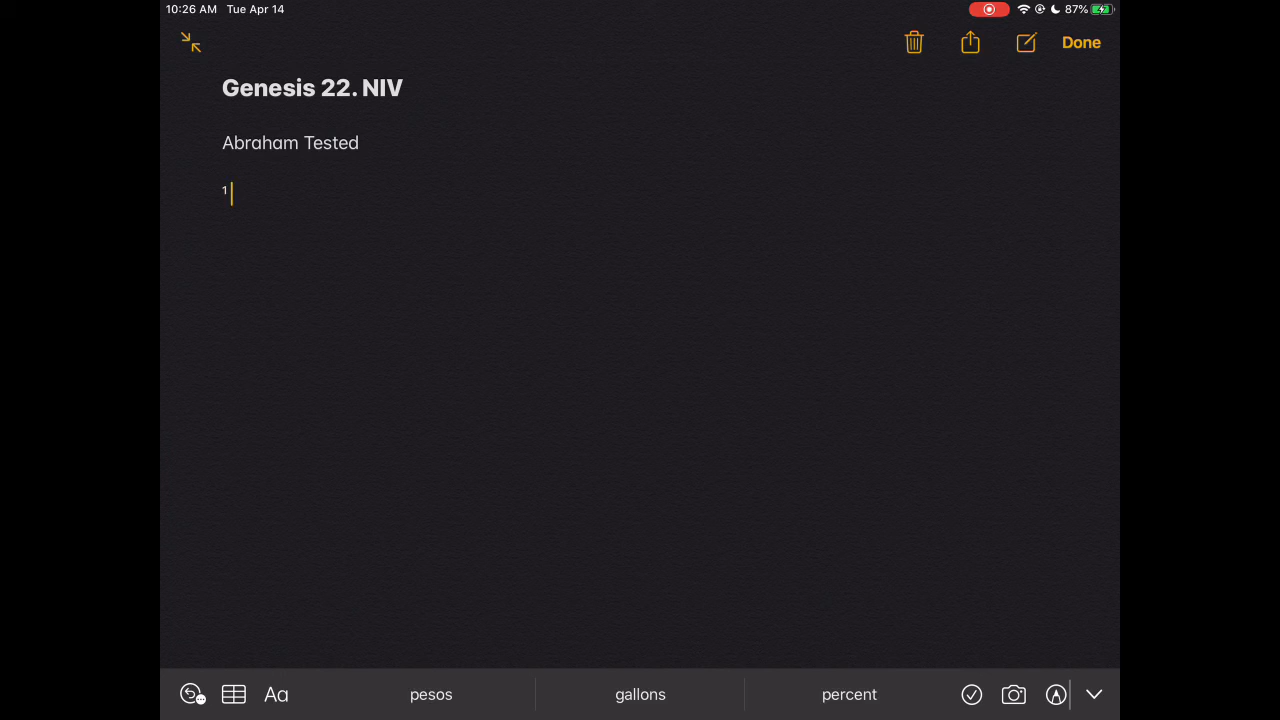 10:26 AM Tue Apr 14
87%
Done
Genesis 22. NIV
Abraham Tested
¹
Aa
pesos
gallons
percent